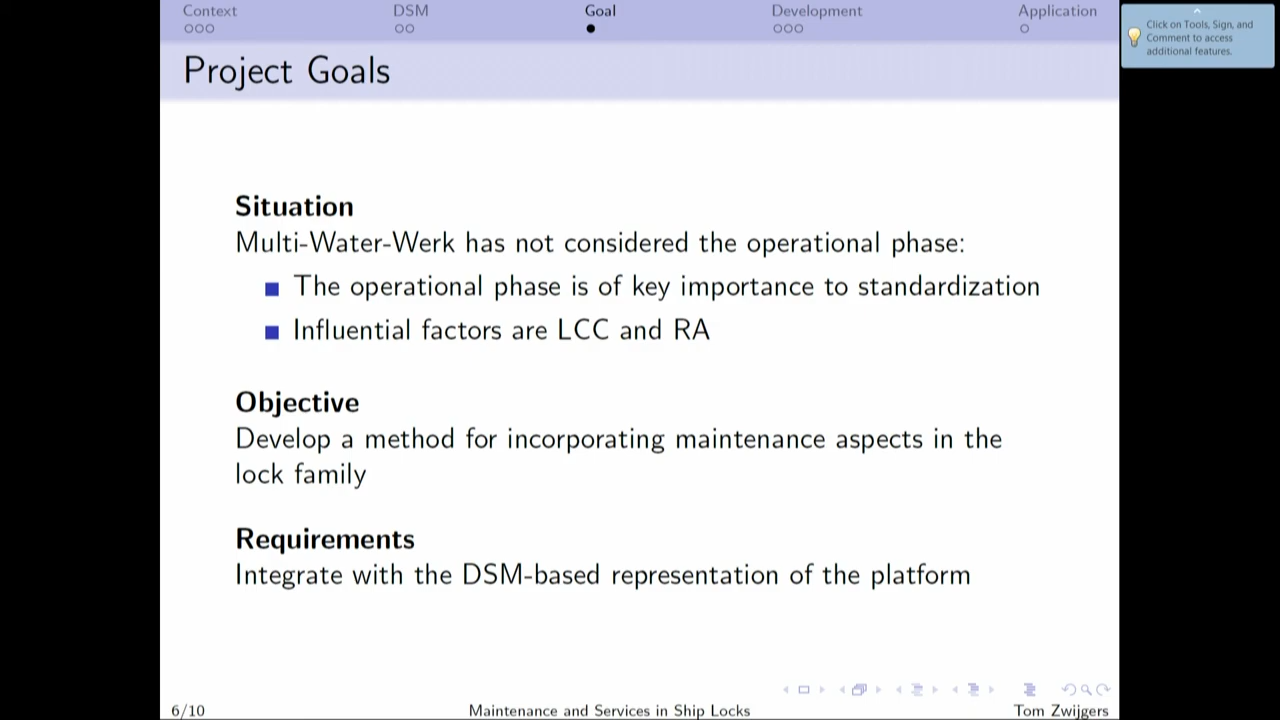 Context DSM Goal Development Application
Click on Tools, Sign, and
Comment to access
additional features.
Project Goals
Situation
Multi-Water-Werk has not considered the operational phase:
The operational phase is of key importance to standardization
Influential factors are LCC and RA
Objective
Develop a method for incorporating maintenance aspects in the
lock family
Requirements
Integrate with the DSM-based representation of the platform
6/10 Maintenance and Services in Ship Locks Tom Zwijgers